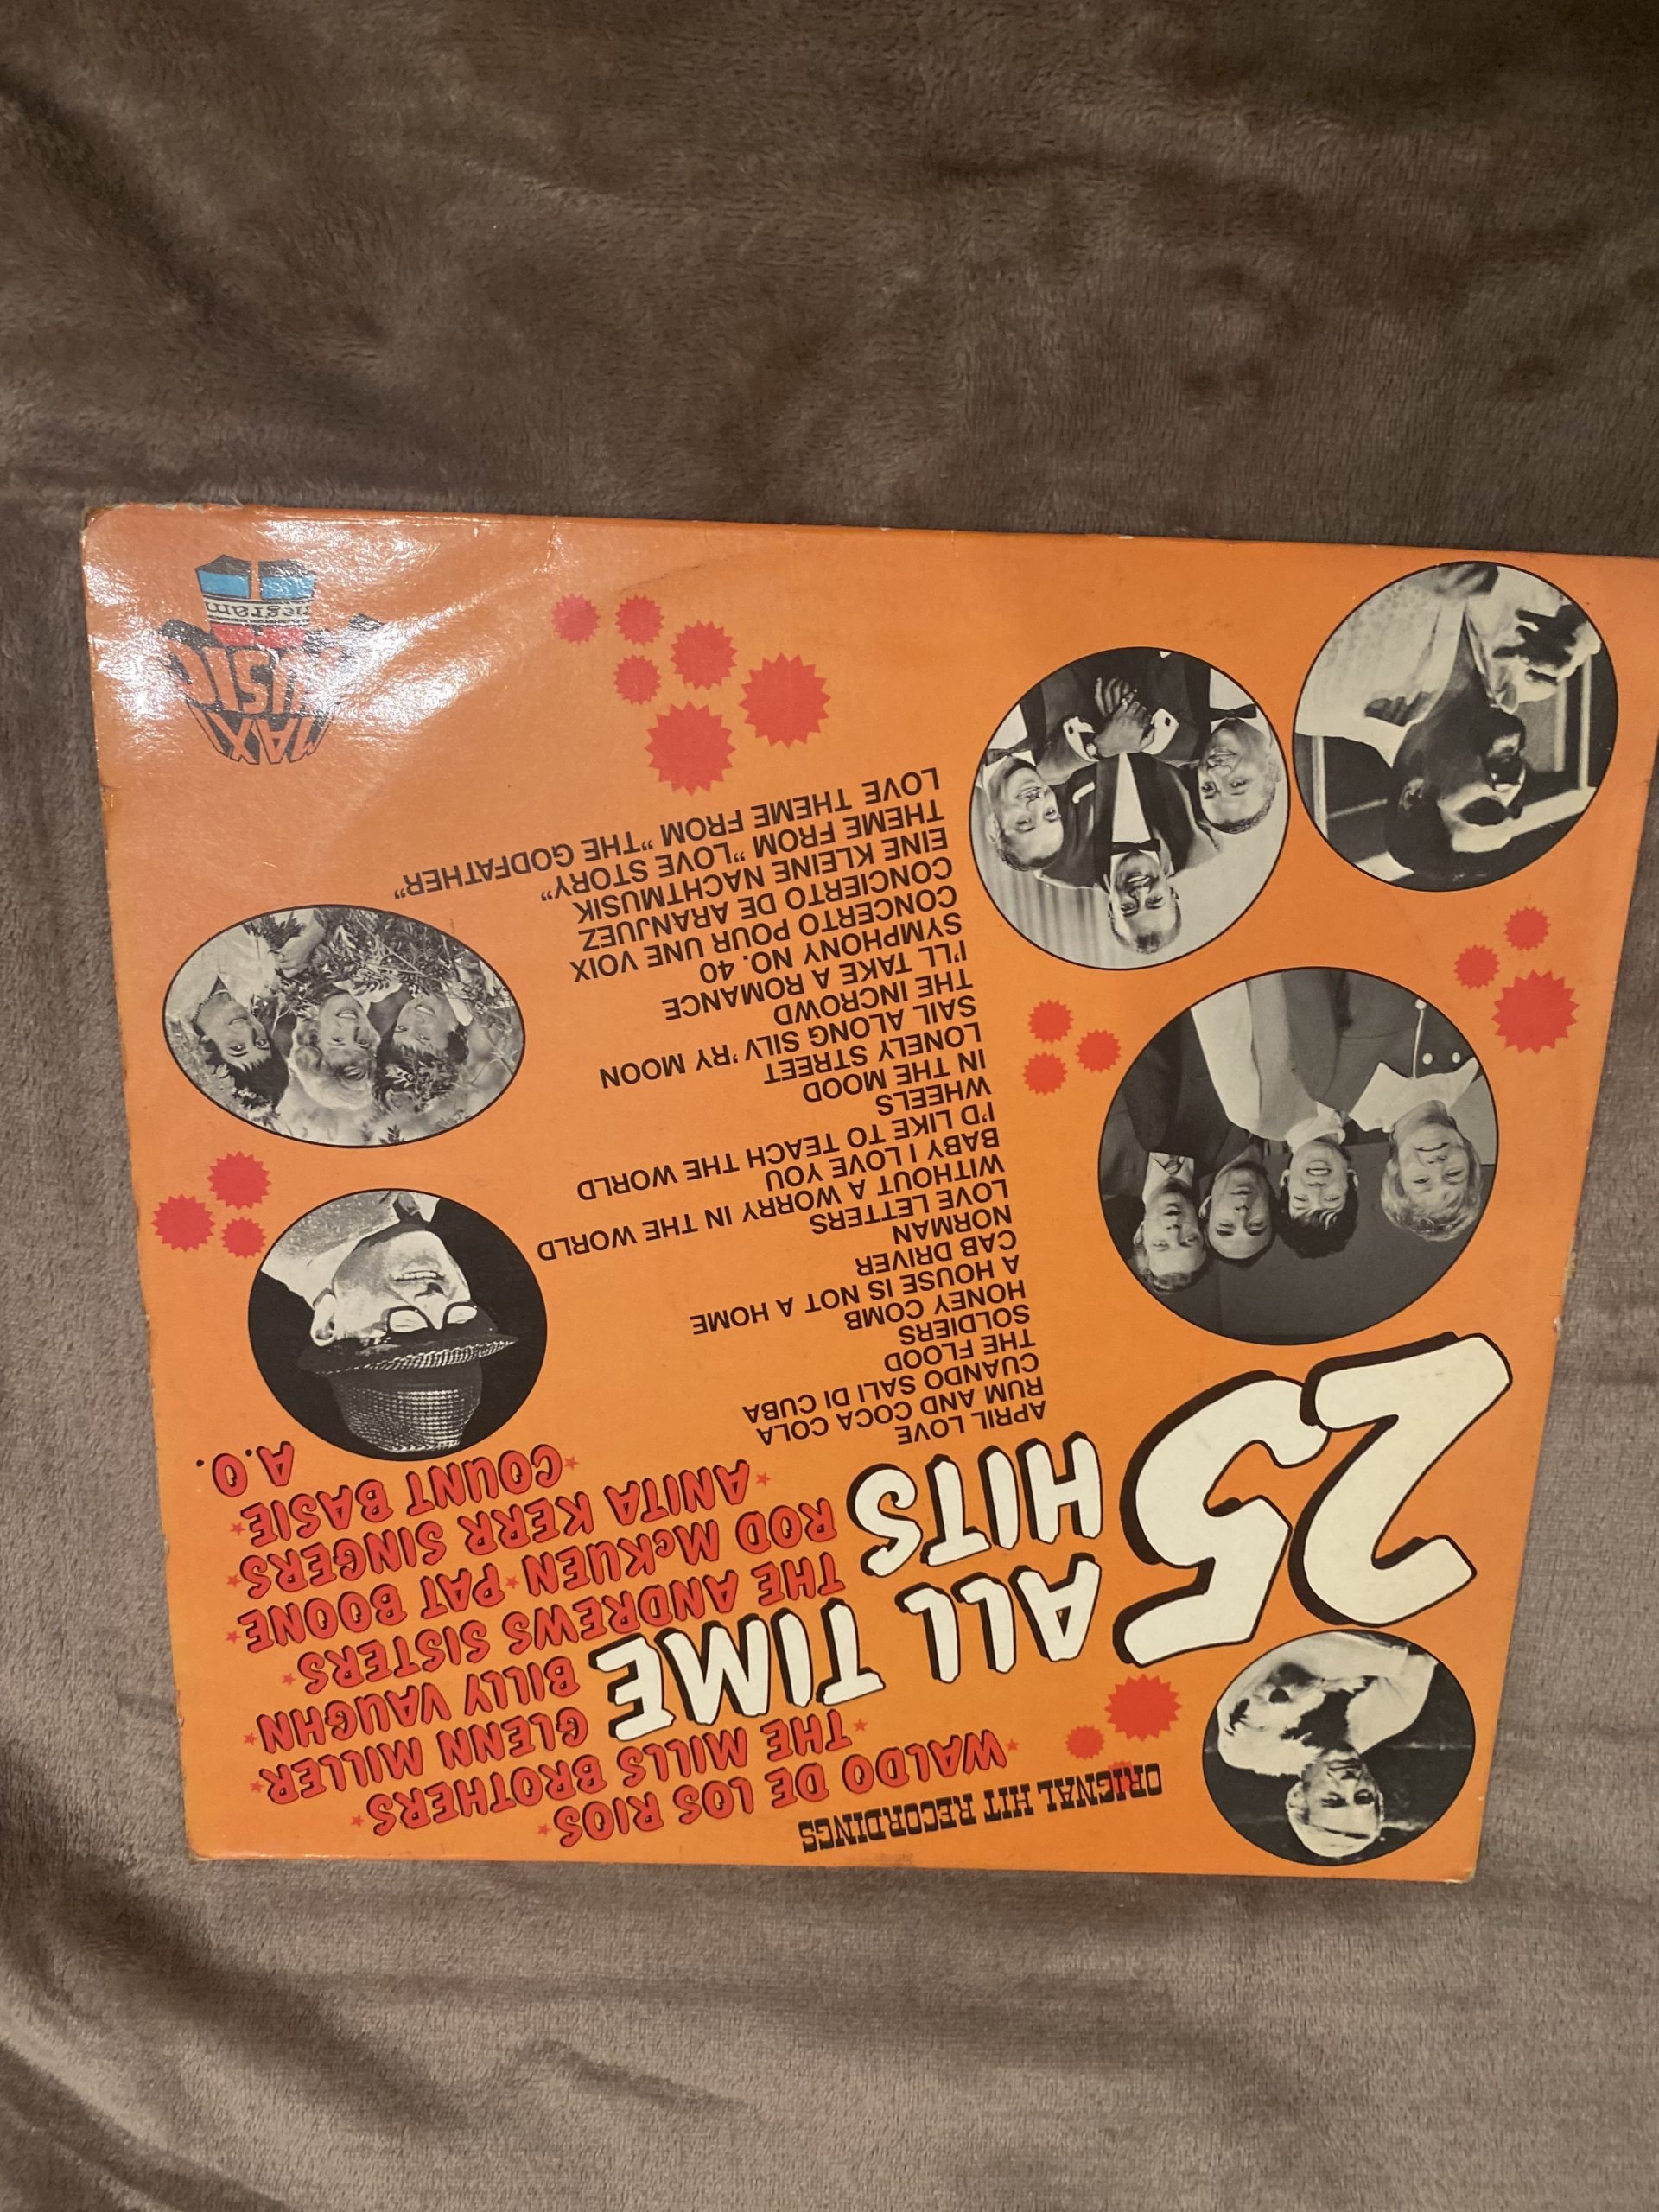 ORIGNAL HIT RECORDINGS
WALDO DE LOS RIOS
THE MILLS BROTHERS
GLENN MILLER
BILLY VAUGHN
THE ANDREWS SISTERS
ROD McKUEN PAT BOONE
ANITA KERR SINGERS
COUNT BASIE
A.O.
25
ALL TIME
HITS
APRIL LOVE
RUM AND COCA COLA
CUANDO SALI DI CUBA
THE FLOOD
SOLDIERS
HONEY COMB
A HOUSE IS NOT A HOME
CAB DRIVER
NORMAN
LOVE LETTERS
WITHOUT A WORRY IN THE WORLD
BABY I LOVE YOU
I'D LIKE TO TEACH THE WORLD
WHEELS
IN THE MOOD
LONELY STREET
SAIL ALONG SILV'RY MOON
THE INCROWD
I'LL TAKE A ROMANCE
SYMPHONY NO. 40
CONCERTO POUR UNE VOIX
CONCIERTO DE ARANJUEZ
EINE KLEINE NACHTMUSIK
THEME FROM "LOVE STORY"
LOVE THEME FROM "THE GODFATHER"
MAXI
MUSIC